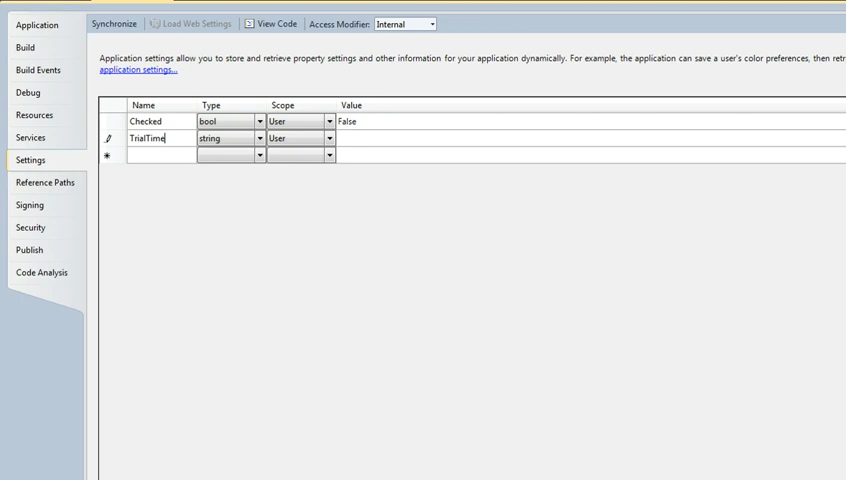 Application
Build
Build Events
Debug
Resources
Services
Settings
Reference Paths
Signing
Security
Publish
Code Analysis
Synchronize Load Web Settings View Code Access Modifier: Internal
Application settings allow you to store and retrieve property settings and other information for your application dynamically. For example, the application can save a user's color preferences, then retr
application settings...
Name Type Scope Value
Checked bool User False
TrialTime string User